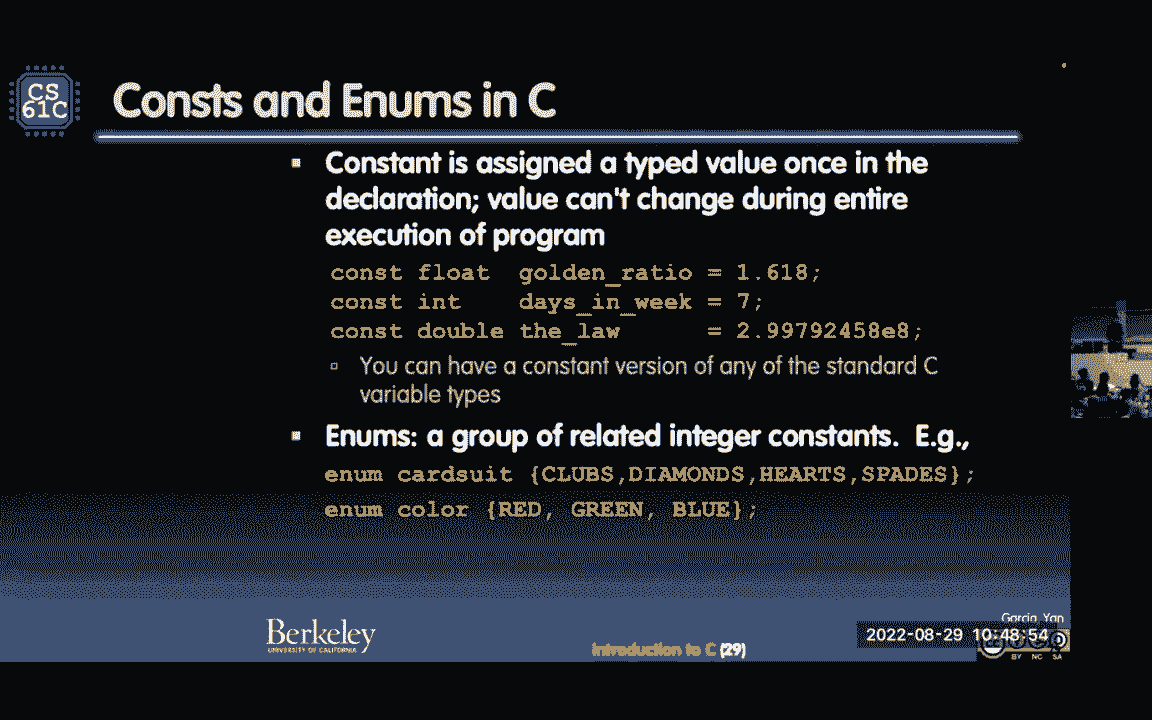 CS
61C
Consts and Enums in C
▪ Constant is assigned a typed value once in the
declaration; value can't change during entire
execution of program
const float  golden_ratio = 1.618;
const int    days_in_week = 7;
const double the_law      = 2.99792458e8;
▫ You can have a constant version of any of the standard C
variable types
▪ Enums: a group of related integer constants.  E.g.,
enum cardsuit {CLUBS,DIAMONDS,HEARTS,SPADES};
enum color {RED, GREEN, BLUE};
Berkeley
UNIVERSITY OF CALIFORNIA
Introduction to C (29)
Garcia, Yan
2022-08-29 10:48:54
BY NC SA